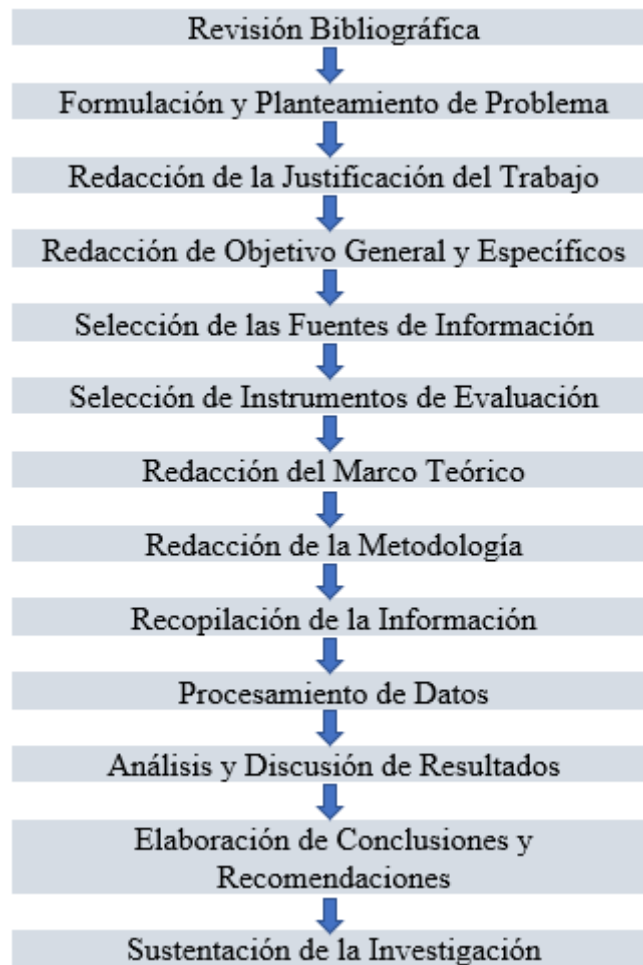 Revisión Bibliográfica
Formulación y Planteamiento de Problema
Redacción de la Justificación del Trabajo
Redacción de Objetivo General y Específicos
Selección de las Fuentes de Información
Selección de Instrumentos de Evaluación
Redacción del Marco Teórico
Redacción de la Metodología
Recopilación de la Información
Procesamiento de Datos
Análisis y Discusión de Resultados
Elaboración de Conclusiones y
Recomendaciones
Sustentación de la Investigación